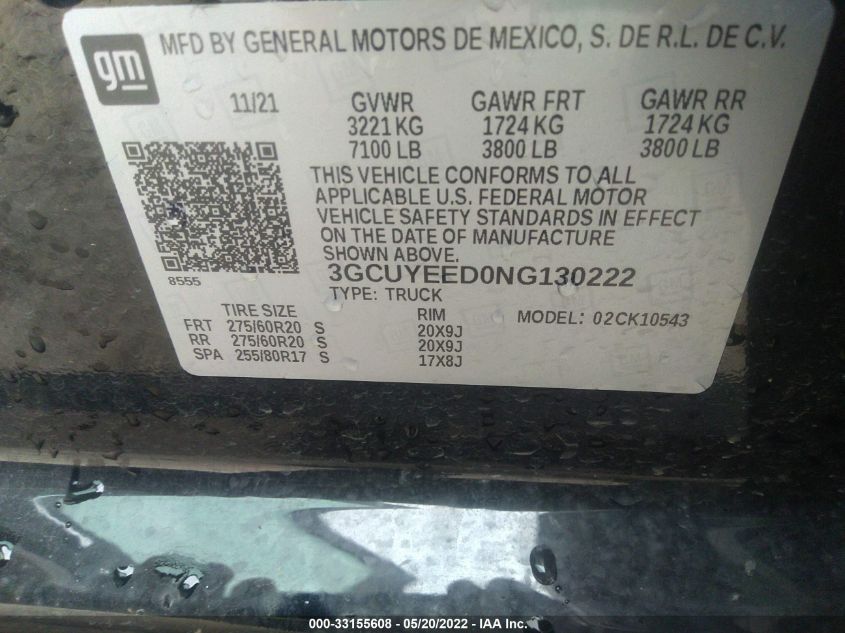 gm
MFD BY GENERAL MOTORS DE MEXICO, S. DE R.L. DE C.V.
11/21 GVWR GAWR FRT GAWR RR
3221 KG 1724 KG 1724 KG
7100 LB 3800 LB 3800 LB
THIS VEHICLE CONFORMS TO ALL
APPLICABLE U.S. FEDERAL MOTOR
VEHICLE SAFETY STANDARDS IN EFFECT
ON THE DATE OF MANUFACTURE
SHOWN ABOVE.
8555
3GCUYEED0NG130222
TYPE: TRUCK
TIRE SIZE RIM MODEL: 02CK10543
FRT 275/60R20 S 20X9J
RR 275/60R20 S 20X9J
SPA 255/80R17 S 17X8J
000-33155608 - 05/20/2022 - IAA Inc.